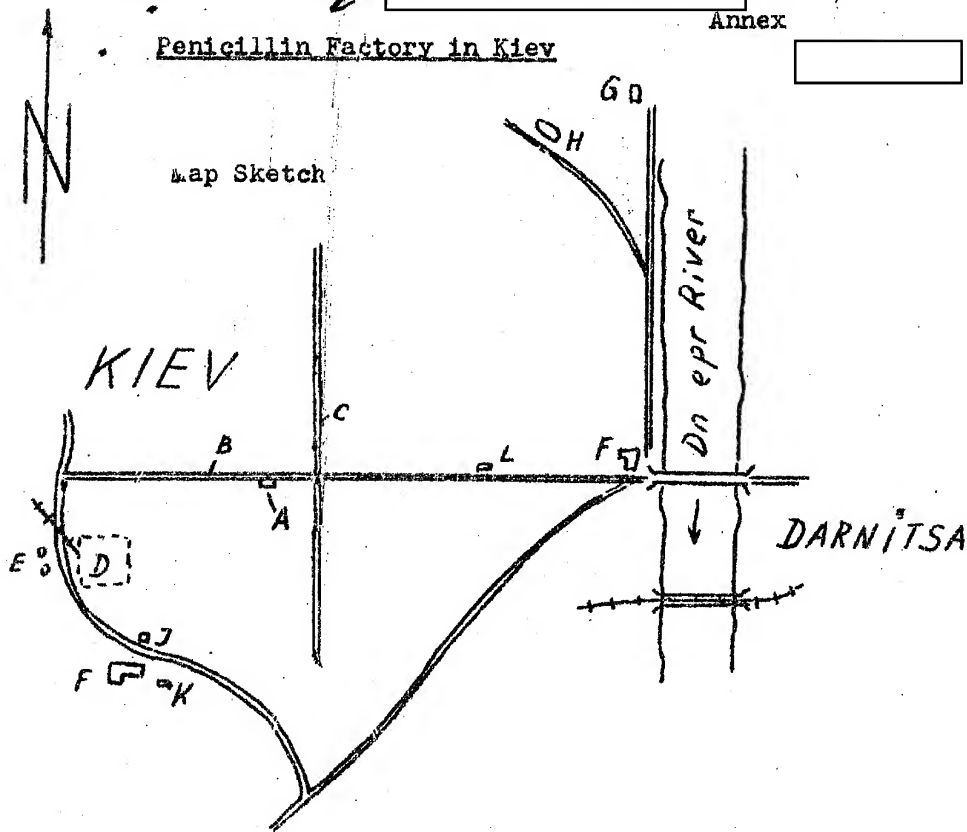 Annex
Penicillin Factory in Kiev
N
Map Sketch
G
H
Dn epr River
KIEV
C
B
L
F
A
DARNITSA
E
D
J
F
K